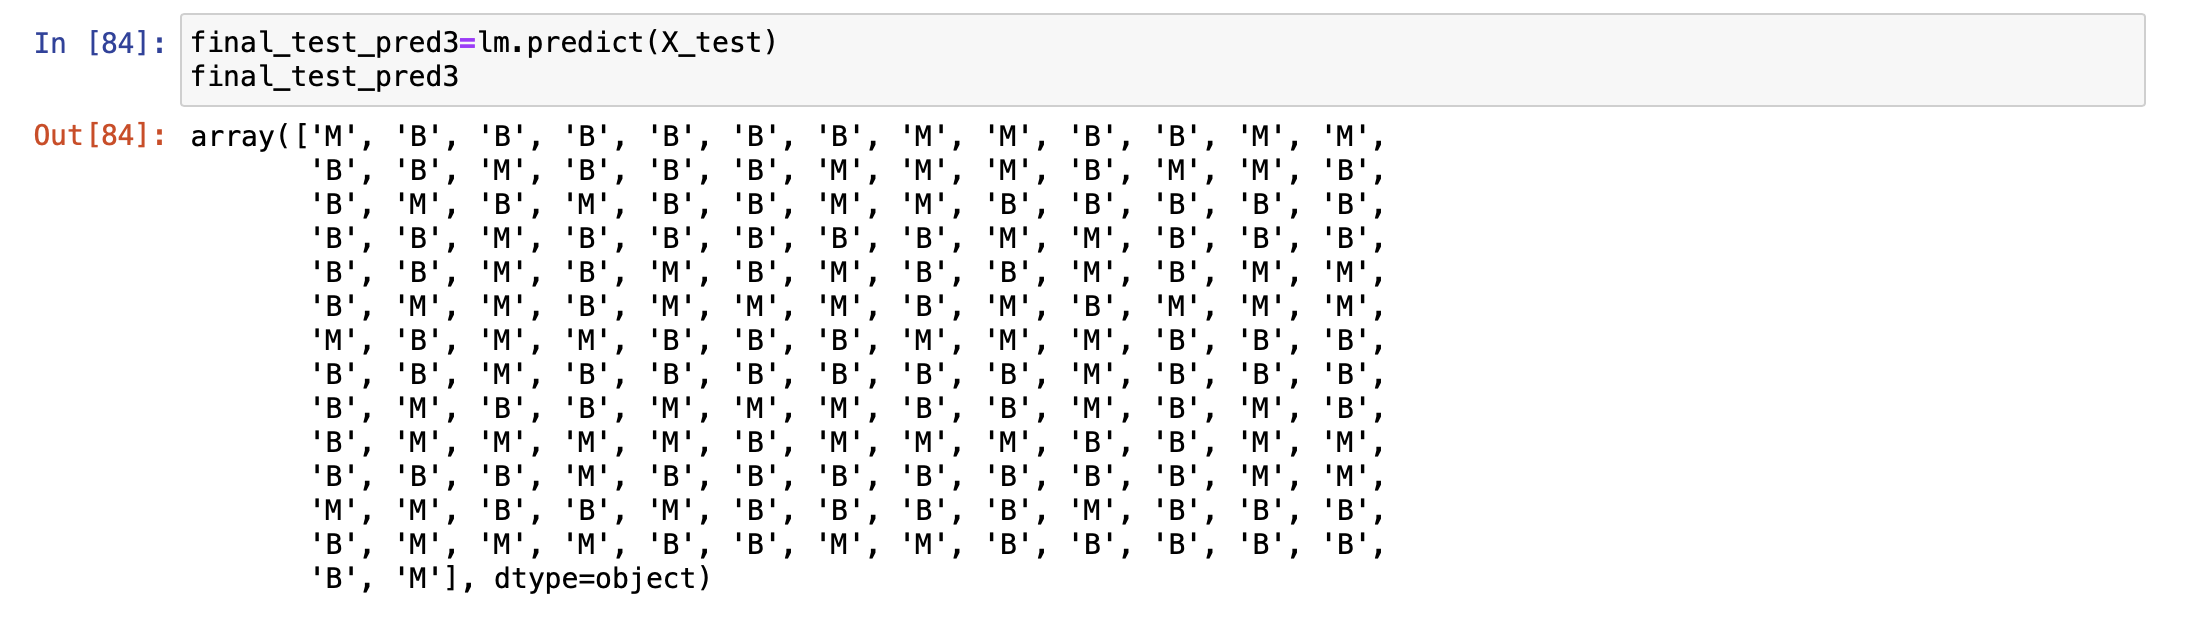 In [84]: final_test_pred3=lm.predict(X_test)
final_test_pred3
Out[84]: array(['M', 'B', 'B', 'B', 'B', 'B', 'B', 'M', 'M', 'B', 'B', 'M', 'M',
'B', 'B', 'M', 'B', 'B', 'B', 'M', 'M', 'M', 'B', 'M', 'M', 'B',
'B', 'M', 'B', 'M', 'B', 'B', 'M', 'M', 'B', 'B', 'B', 'B', 'B',
'B', 'B', 'M', 'B', 'B', 'B', 'B', 'B', 'M', 'M', 'B', 'B', 'B',
'B', 'B', 'M', 'B', 'M', 'B', 'M', 'B', 'B', 'M', 'B', 'M', 'M',
'B', 'M', 'M', 'B', 'M', 'M', 'M', 'B', 'M', 'B', 'M', 'M', 'M',
'M', 'B', 'M', 'M', 'B', 'B', 'B', 'M', 'M', 'M', 'B', 'B', 'B',
'B', 'B', 'M', 'B', 'B', 'B', 'B', 'B', 'B', 'M', 'B', 'B', 'B',
'B', 'M', 'B', 'B', 'M', 'M', 'M', 'B', 'B', 'M', 'B', 'M', 'B',
'B', 'M', 'M', 'M', 'M', 'B', 'M', 'M', 'M', 'B', 'B', 'M', 'M',
'B', 'B', 'B', 'M', 'B', 'B', 'B', 'B', 'B', 'B', 'B', 'M', 'M',
'M', 'M', 'B', 'B', 'M', 'B', 'B', 'B', 'B', 'M', 'B', 'B', 'B',
'B', 'M', 'M', 'M', 'B', 'B', 'M', 'M', 'B', 'B', 'B', 'B', 'B',
'B', 'M'], dtype=object)